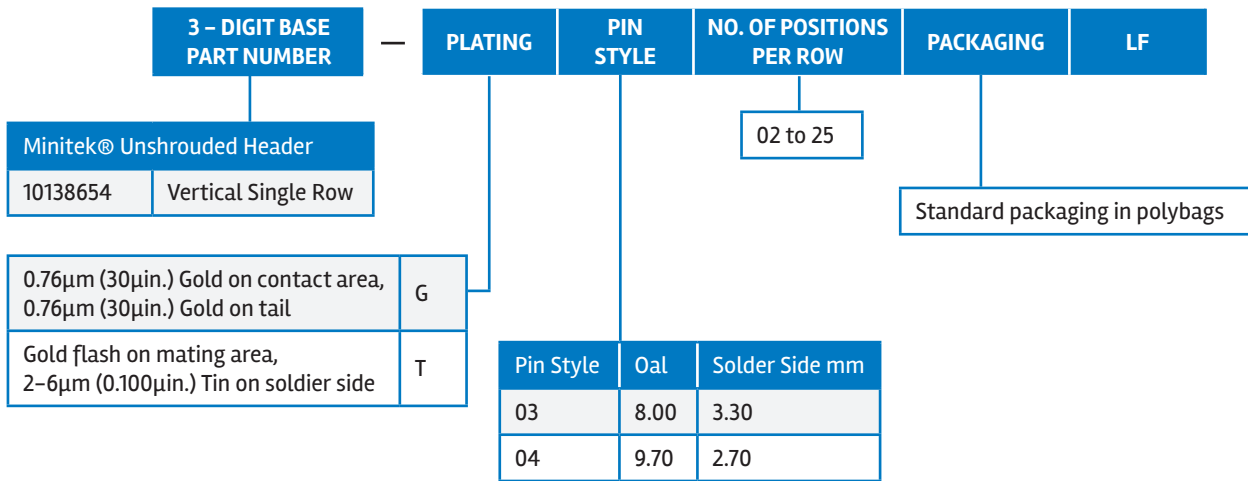 3 – DIGIT BASE
PART NUMBER
—
PLATING
PIN
STYLE
NO. OF POSITIONS
PER ROW
PACKAGING
LF
Minitek® Unshrouded Header
10138654
Vertical Single Row
02 to 25
Standard packaging in polybags
0.76µm (30µin.) Gold on contact area,
0.76µm (30µin.) Gold on tail
G
Gold flash on mating area,
2–6µm (0.100µin.) Tin on soldier side
T
Pin Style Oal Solder Side mm
03 8.00 3.30
04 9.70 2.70